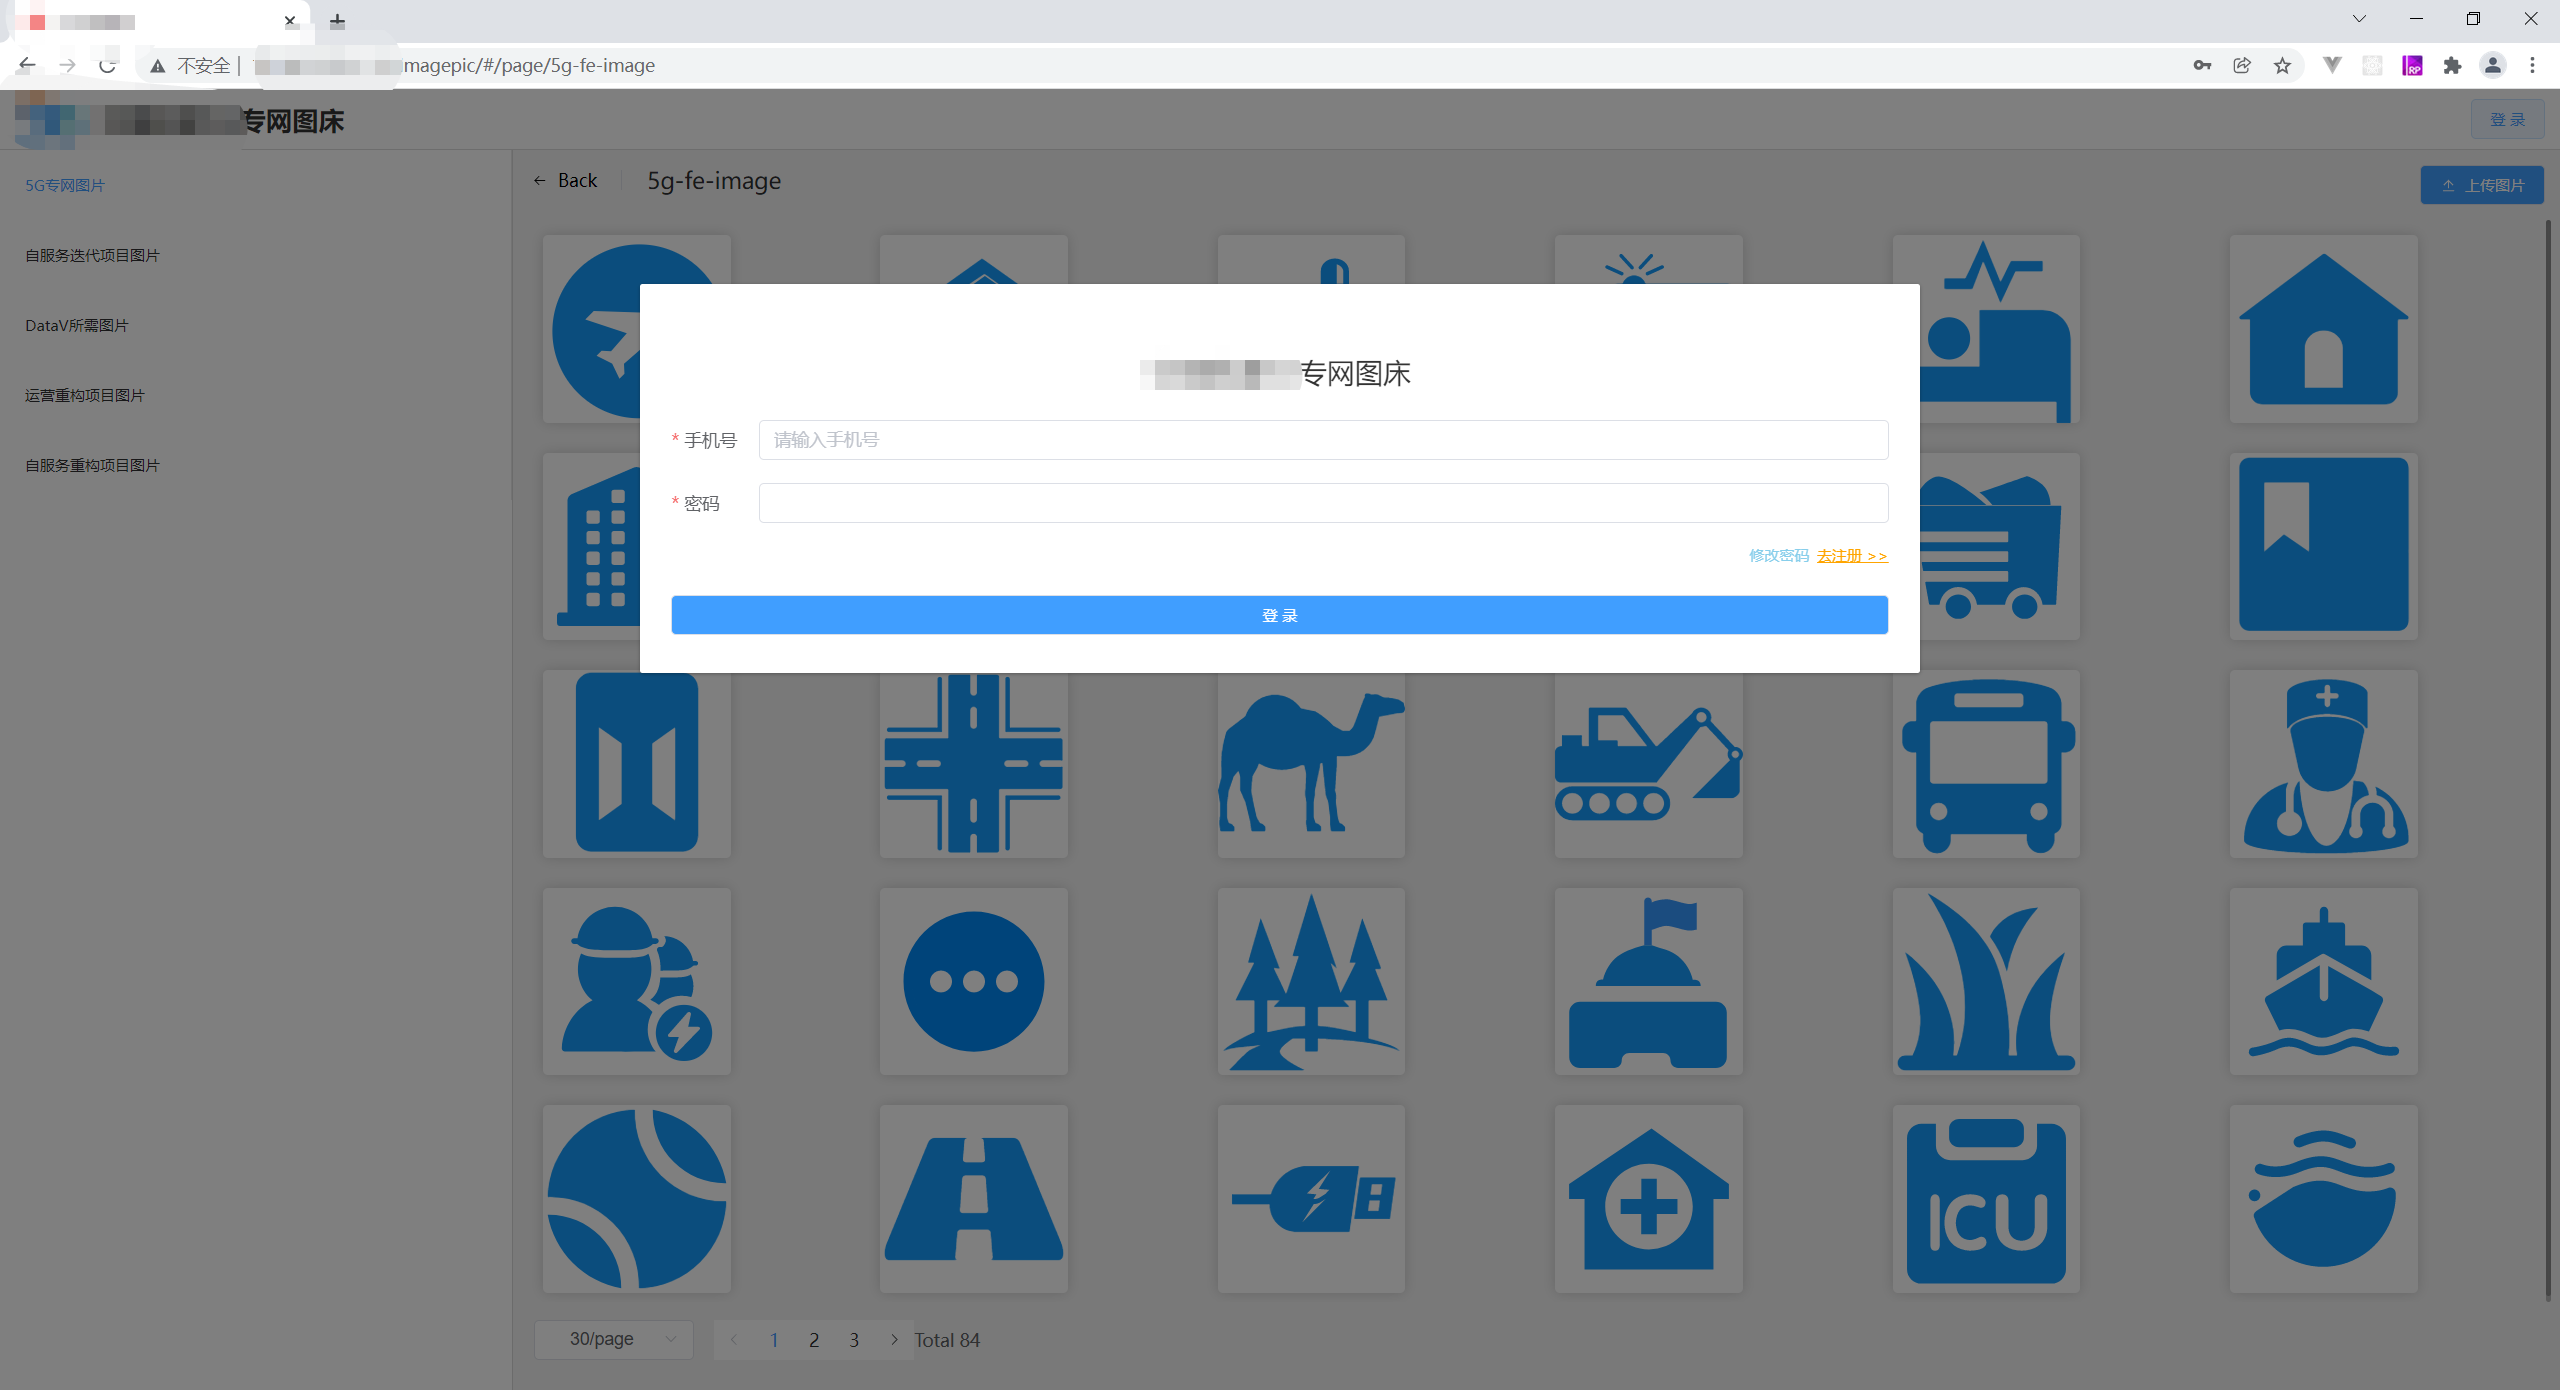 不安全
magepic/#/page/5g-fe-image
专网图床
登 录
5G专网图片
自服务迭代项目图片
DataV所需图片
运营重构项目图片
自服务重构项目图片
Back
5g-fe-image
上传图片
专网图床
* 手机号
请输入手机号
* 密码
修改密码 去注册 >>
登 录
ICU
30/page
1 2 3
Total 84